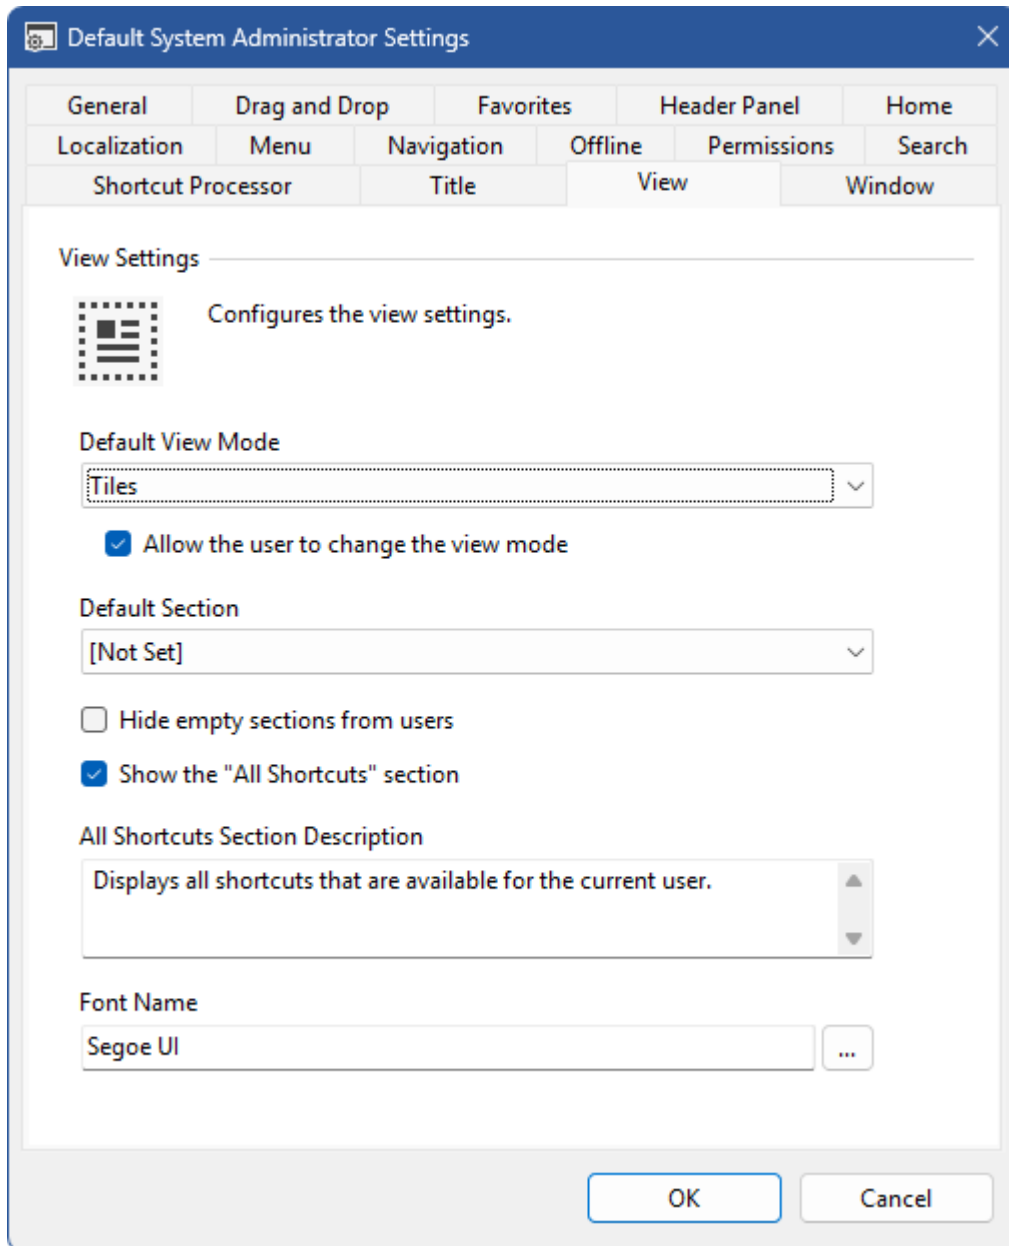 Default System Administrator Settings
General Drag and Drop Favorites Header Panel Home
Localization Menu Navigation Offline Permissions Search
Shortcut Processor Title View Window
View Settings
Configures the view settings.
Default View Mode
Tiles
Allow the user to change the view mode
Default Section
[Not Set]
Hide empty sections from users
Show the "All Shortcuts" section
All Shortcuts Section Description
Displays all shortcuts that are available for the current user.
Font Name
Segoe UI ...
OK Cancel